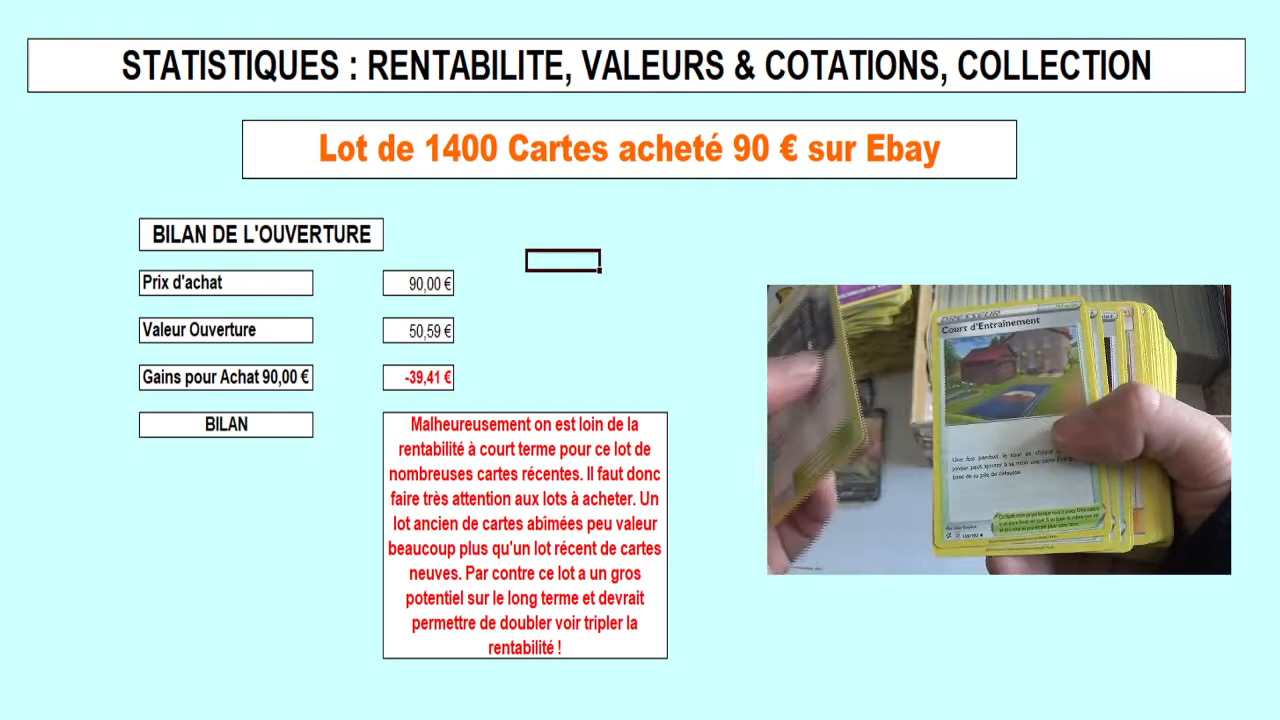 STATISTIQUES : RENTABILITE, VALEURS & COTATIONS, COLLECTION
Lot de 1400 Cartes acheté 90 € sur Ebay
BILAN DE L'OUVERTURE
Prix d'achat 90,00 €
Valeur Ouverture 50,59 €
Gains pour Achat 90,00 € -39,41 €
BILAN
Malheureusement on est loin de la
rentabilité à court terme pour ce lot de
nombreuses cartes récentes. Il faut donc
faire très attention aux lots à acheter. Un
lot ancien de cartes abîmées peu valeur
beaucoup plus qu'un lot récent de cartes
neuves. Par contre ce lot a un gros
potentiel sur le long terme et devrait
permettre de doubler voir tripler la
rentabilité !
DRESSEUR
Court d'Entraînement